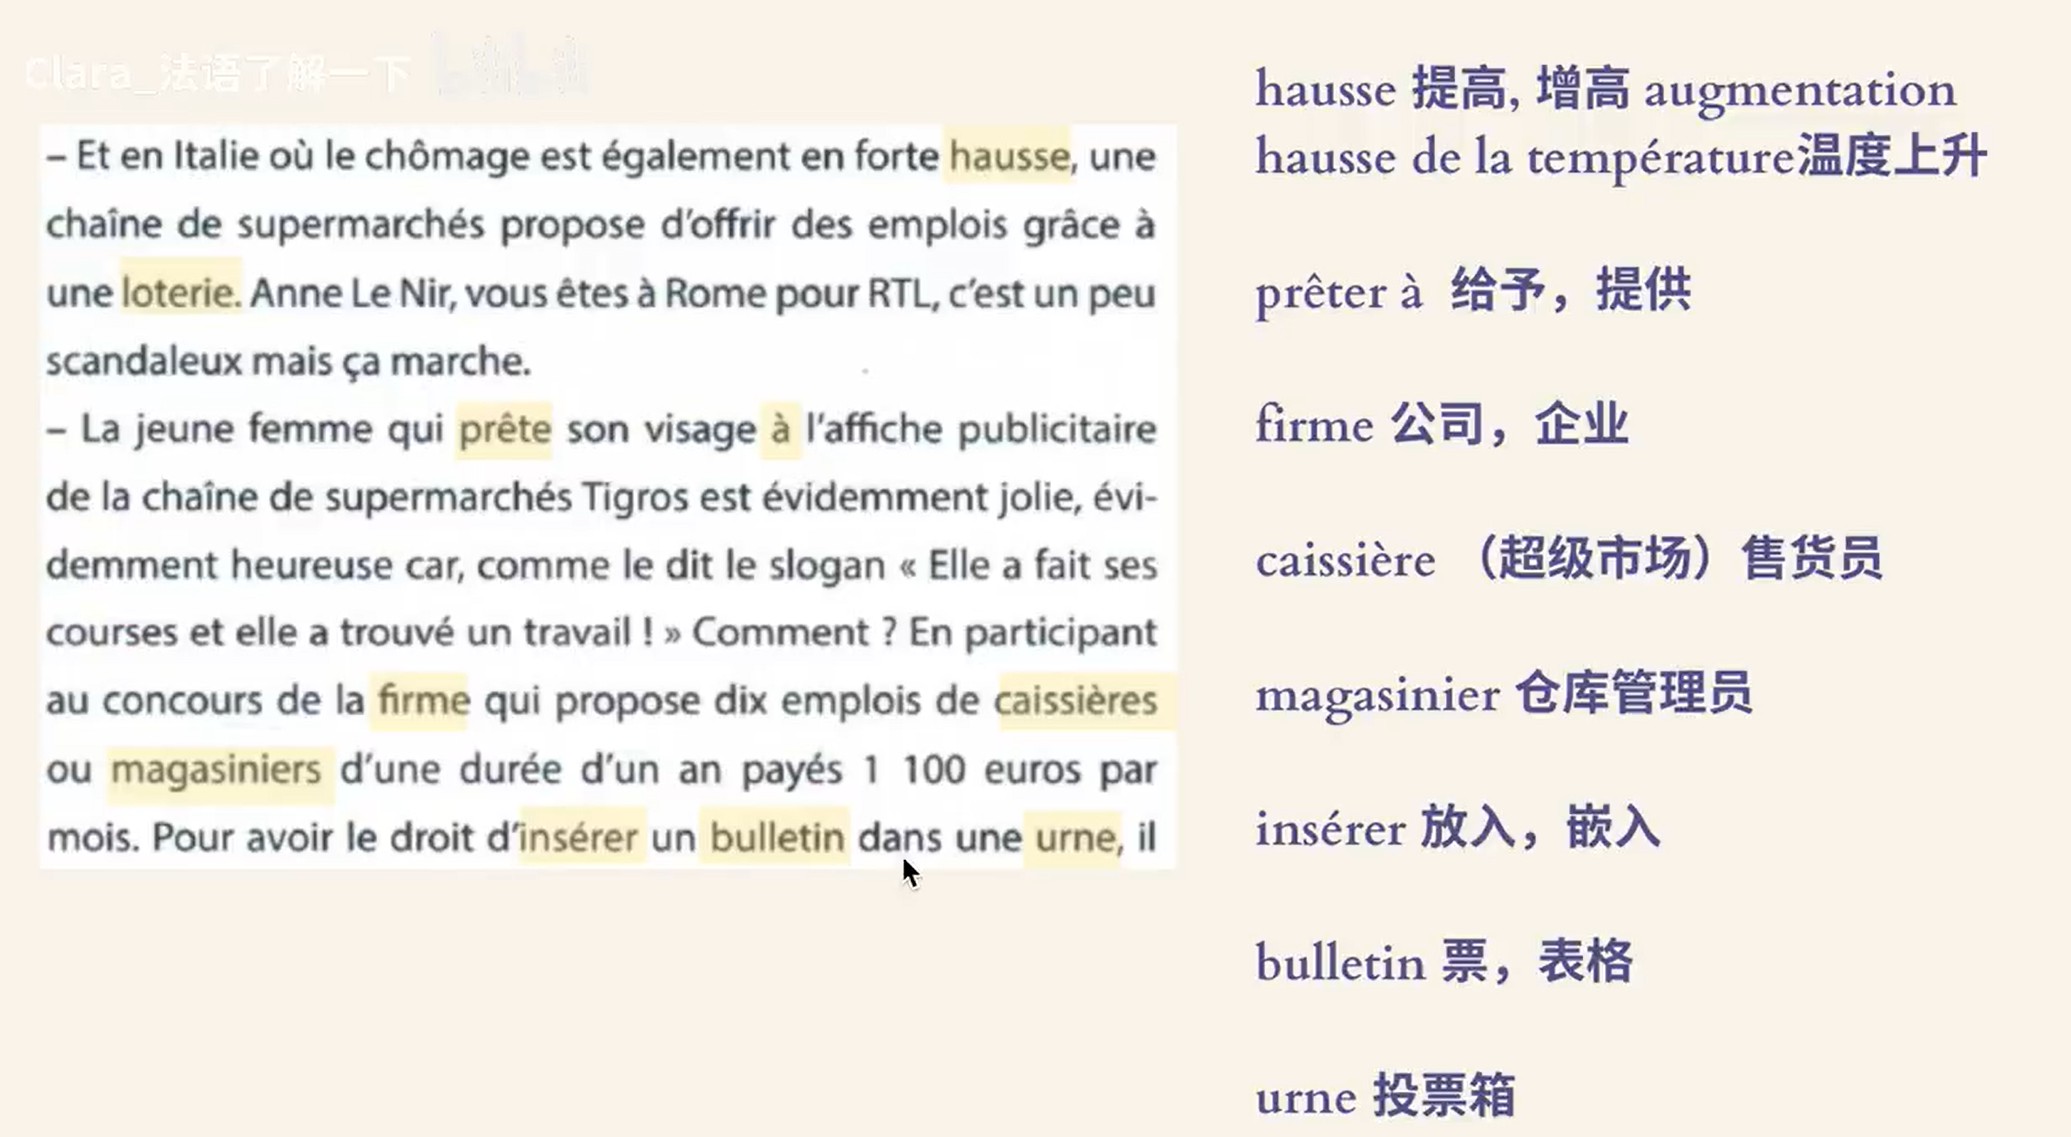 Clara_法语了解一下 bilibili
– Et en Italie où le chômage est également en forte hausse, une
chaîne de supermarchés propose d’offrir des emplois grâce à
une loterie. Anne Le Nir, vous êtes à Rome pour RTL, c’est un peu
scandaleux mais ça marche.
– La jeune femme qui prête son visage à l’affiche publicitaire
de la chaîne de supermarchés Tigros est évidemment jolie, évi-
demment heureuse car, comme le dit le slogan « Elle a fait ses
courses et elle a trouvé un travail ! » Comment ? En participant
au concours de la firme qui propose dix emplois de caissières
ou magasiniers d’une durée d’un an payés 1 100 euros par
mois. Pour avoir le droit d’insérer un bulletin dans une urne, il
hausse 提高, 增高 augmentation
hausse de la température温度上升
prêter à 给予，提供
firme 公司，企业
caissière （超级市场）售货员
magasinier 仓库管理员
insérer 放入，嵌入
bulletin 票，表格
urne 投票箱